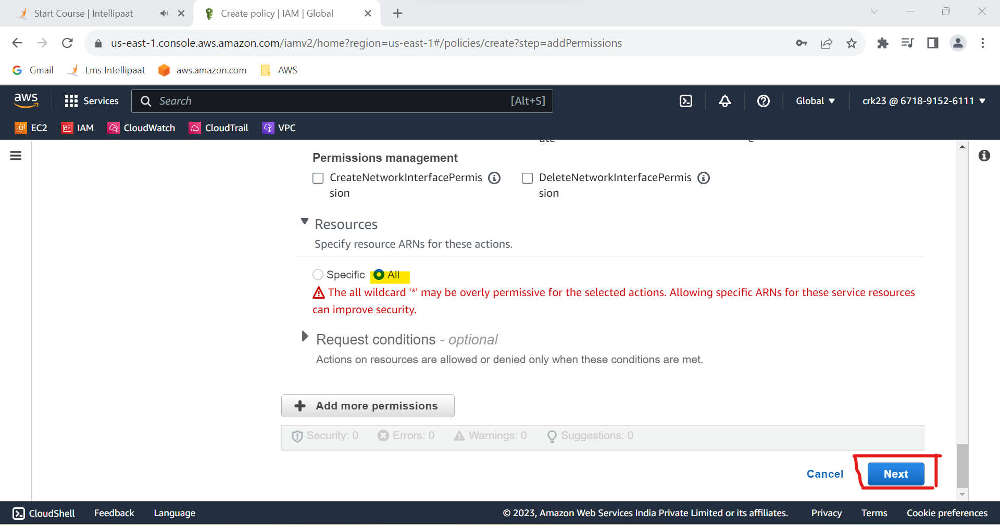 Start Course | Intellipaat
Create policy | IAM | Global
us-east-1.console.aws.amazon.com/iamv2/home?region=us-east-1#/policies/create?step=addPermissions
Gmail
Lms Intellipaat
aws.amazon.com
AWS
aws
Services
Search
[Alt+S]
Global
crk23 @ 6718-9152-6111
EC2
IAM
CloudWatch
CloudTrail
VPC
Permissions management
CreateNetworkInterfacePermis
sion
DeleteNetworkInterfacePermis
sion
Resources
Specify resource ARNs for these actions.
Specific
All
The all wildcard '*' may be overly permissive for the selected actions. Allowing specific ARNs for these service resources
can improve security.
Request conditions - optional
Actions on resources are allowed or denied only when these conditions are met.
Add more permissions
Security: 0
Errors: 0
Warnings: 0
Suggestions: 0
Cancel
Next
CloudShell
Feedback
Language
© 2023, Amazon Web Services India Private Limited or its affiliates.
Privacy
Terms
Cookie preferences